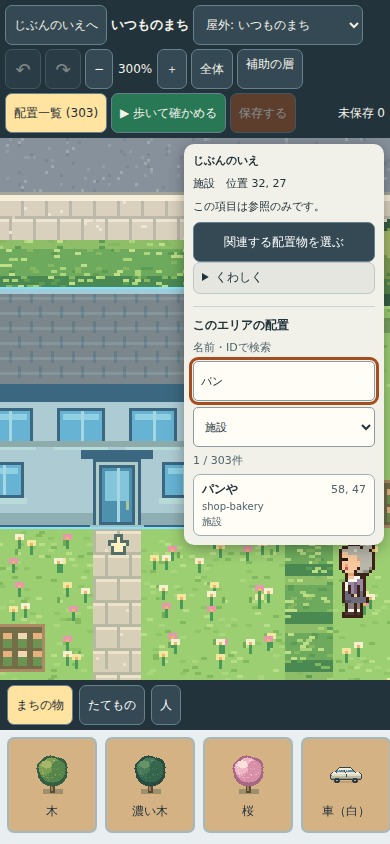 じぶんのいえへ いつものまち 屋外: いつものまち
↶ ↷ − 300% + 全体 補助の層
配置一覧 (303) ▶ 歩いて確かめる 保存する 未保存 0
じぶんのいえ
施設 位置 32, 27
この項目は参照のみです。
関連する配置物を選ぶ
▶ くわしく
このエリアの配置
名前・IDで検索
パン
施設
1 / 303件
パンや 58, 47
shop-bakery
施設
まちの物 たてもの 人
木 濃い木 桜 車（白）